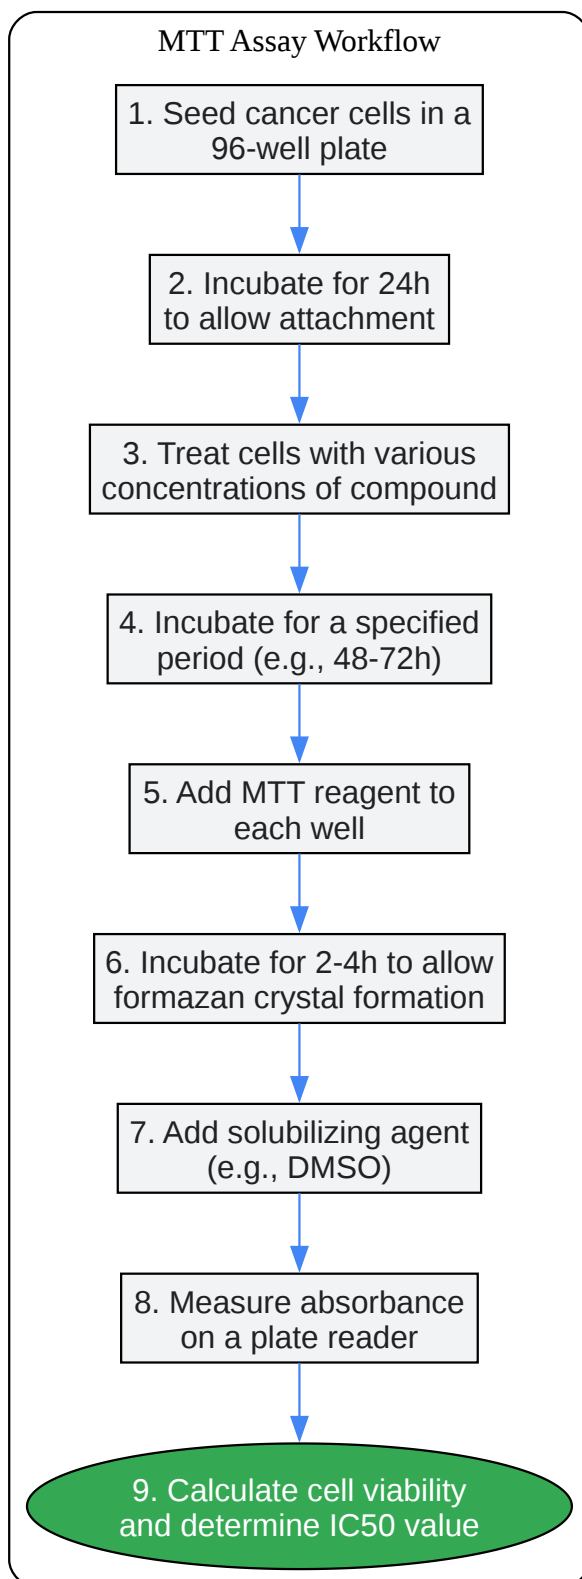 MTT Assay Workflow
1. Seed cancer cells in a
96-well plate
2. Incubate for 24h
to allow attachment
3. Treat cells with various
concentrations of compound
4. Incubate for a specified
period (e.g., 48-72h)
5. Add MTT reagent to
each well
6. Incubate for 2-4h to allow
formazan crystal formation
7. Add solubilizing agent
(e.g., DMSO)
8. Measure absorbance
on a plate reader
9. Calculate cell viability
and determine IC50 value